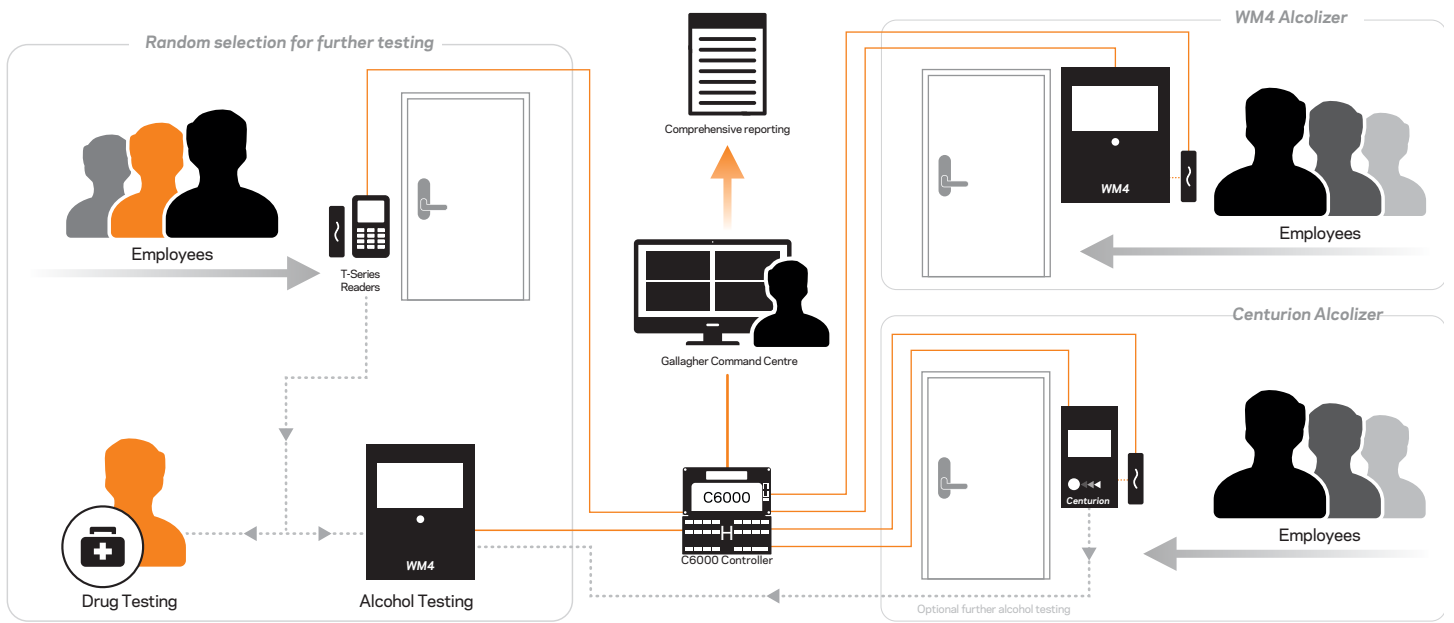 Random selection for further testing
Employees
T-Series
Readers
Drug Testing
WM4
Alcohol Testing
Comprehensive reporting
Gallagher Command Centre
C6000
H
C6000 Controller
WM4 Alcolizer
WM4
Employees
Centurion Alcolizer
Centurion
Employees
Optional further alcohol testing